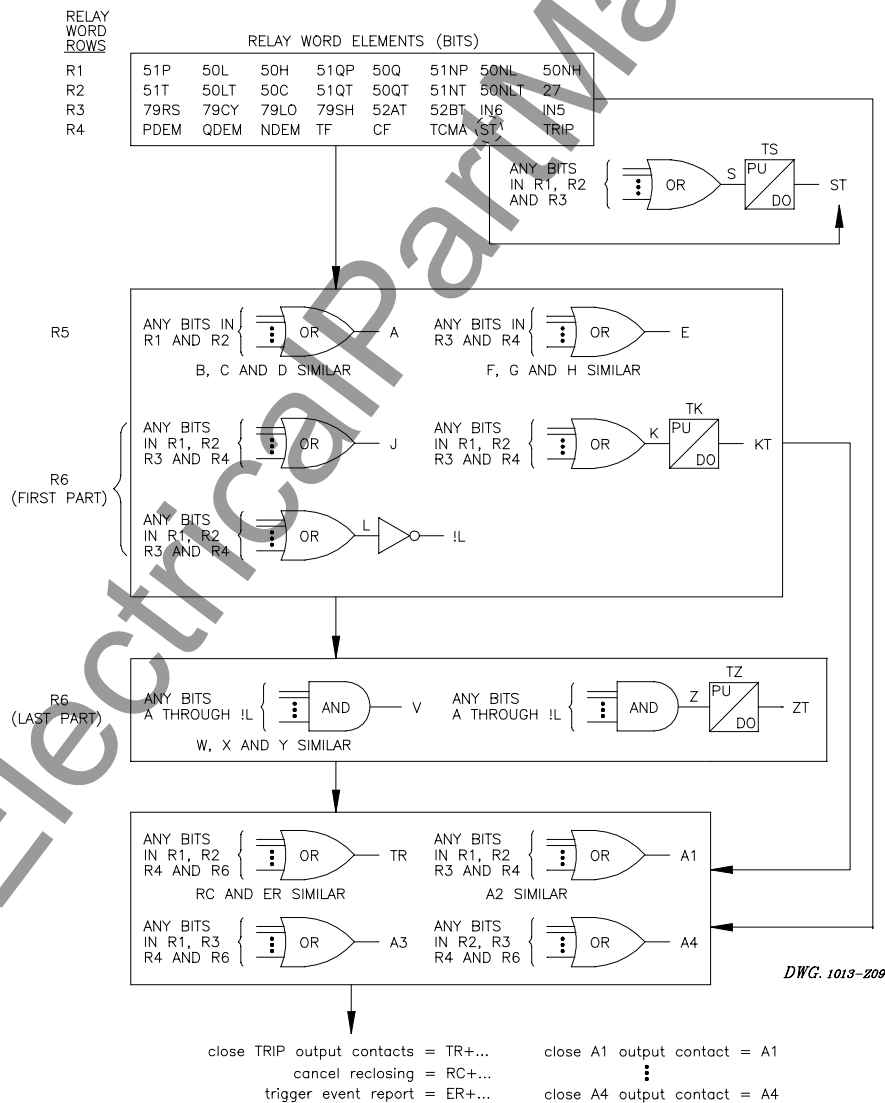 RELAY
WORD
ROWS
RELAY WORD ELEMENTS (BITS)
R1 51P 50L 50H 51QP 50Q 51NP 50NL 50NH
R2 51T 50LT 50C 51QT 50QT 51NT 50NLT 27
R3 79RS 79CY 79LO 79SH 52AT 52BT IN6 IN5
R4 PDEM QDEM NDEM TF CF TCMA ST TRIP
ANY BITS
IN R1, R2
AND R3
OR
S
TS
PU
DO
ST
R5
ANY BITS IN
R1 AND R2
OR
A
B, C AND D SIMILAR
ANY BITS IN
R3 AND R4
OR
E
F, G AND H SIMILAR
R6
(FIRST PART)
ANY BITS
IN R1, R2
R3 AND R4
OR
J
ANY BITS
IN R1, R2
R3 AND R4
OR
K
TK
PU
DO
KT
ANY BITS
IN R1, R2
R3 AND R4
OR
L
!L
R6
(LAST PART)
ANY BITS
A THROUGH !L
AND
V
W, X AND Y SIMILAR
ANY BITS
A THROUGH !L
AND
Z
TZ
PU
DO
ZT
ANY BITS
IN R1, R2
R4 AND R6
OR
TR
RC AND ER SIMILAR
ANY BITS
IN R1, R2
R3 AND R4
OR
A1
A2 SIMILAR
ANY BITS
IN R1, R3
R4 AND R6
OR
A3
ANY BITS
IN R2, R3
R4 AND R6
OR
A4
DWG. 1013-Z09
close TRIP output contacts = TR+... close A1 output contact = A1
cancel reclosing = RC+...
trigger event report = ER+... close A4 output contact = A4